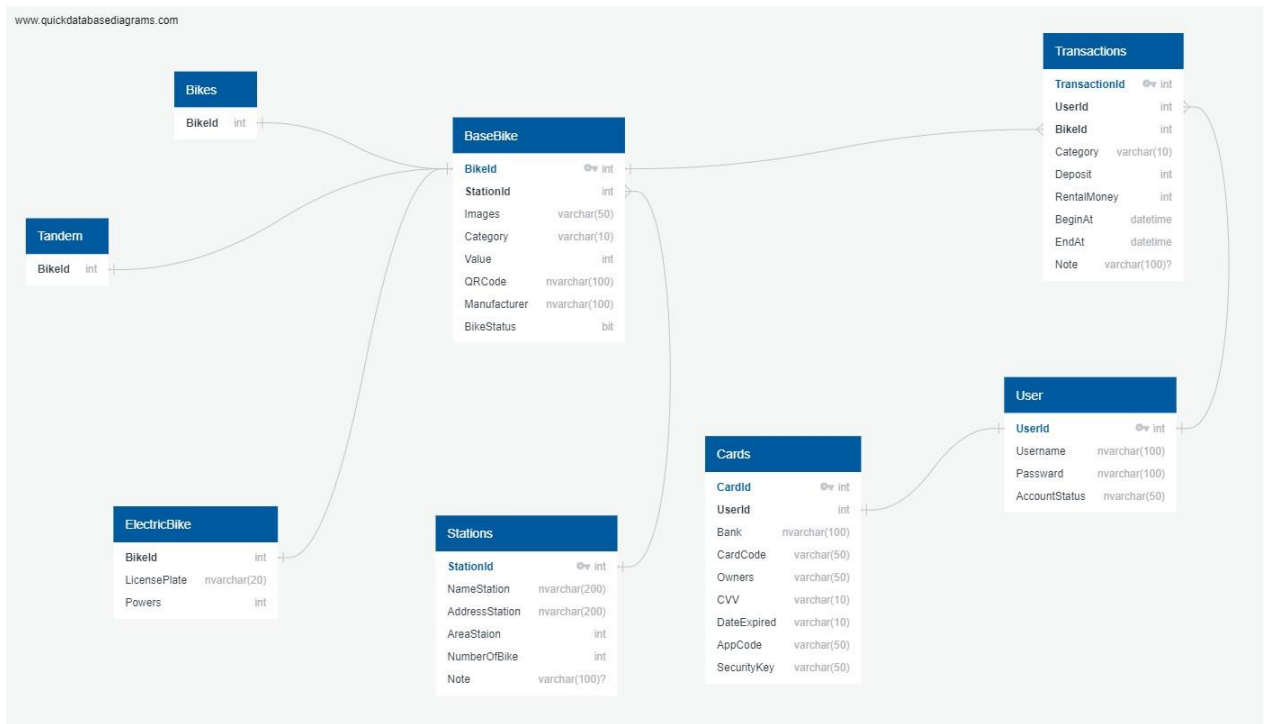 www.quickdatabasediagrams.com
Bikes
BikeId int
Tandem
BikeId int
BaseBike
BikeId int
StationId int
Images varchar(50)
Category varchar(10)
Value int
QRCode nvarchar(100)
Manufacturer nvarchar(100)
BikeStatus bit
Transactions
TransactionId int
UserId int
BikeId int
Category varchar(10)
Deposit int
RentalMoney int
BeginAt datetime
EndAt datetime
Note varchar(100)?
ElectricBike
BikeId int
LicensePlate nvarchar(20)
Powers int
Stations
StationId int
NameStation nvarchar(200)
AddressStation nvarchar(200)
AreaStaion int
NumberOfBike int
Note varchar(100)?
Cards
CardId int
UserId int
Bank nvarchar(100)
CardCode varchar(50)
Owners varchar(50)
CVV varchar(10)
DateExpired varchar(10)
AppCode varchar(50)
SecurityKey varchar(50)
User
UserId int
Username nvarchar(100)
Passward nvarchar(100)
AccountStatus nvarchar(50)